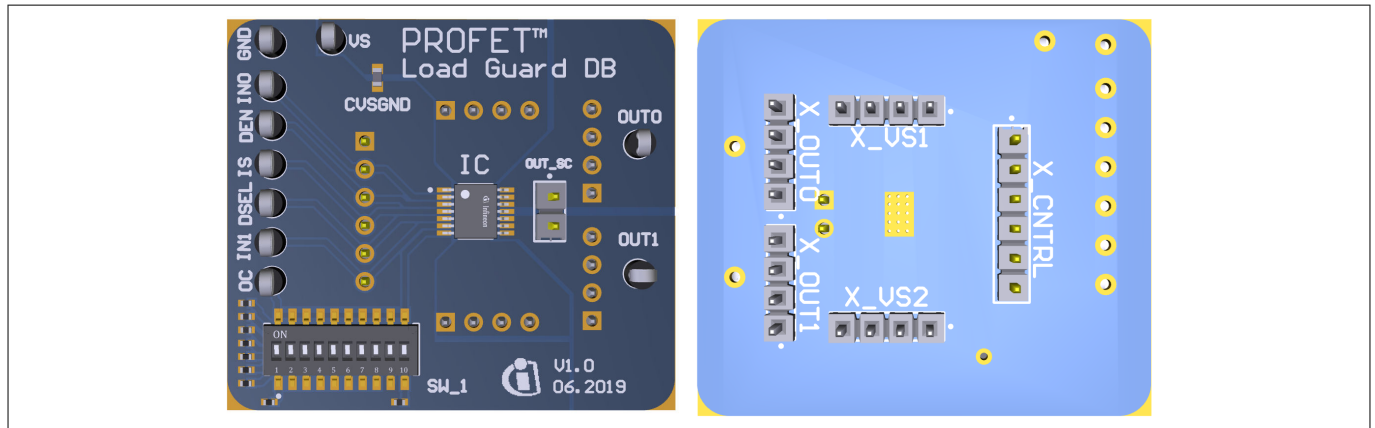 GND
VS
PROFET™
Load Guard DB
IN0
CVSGND
DEN
OUT0
IS
IC
OUT_SC
DSEL
infineon
IN1
OUT1
OC
ON
1 2 3 4 5 6 7 8 9 10
SW_1
V1.0
06.2019
X_OUT0
X_VS1
X_CNTRL
X_OUT1
X_VS2